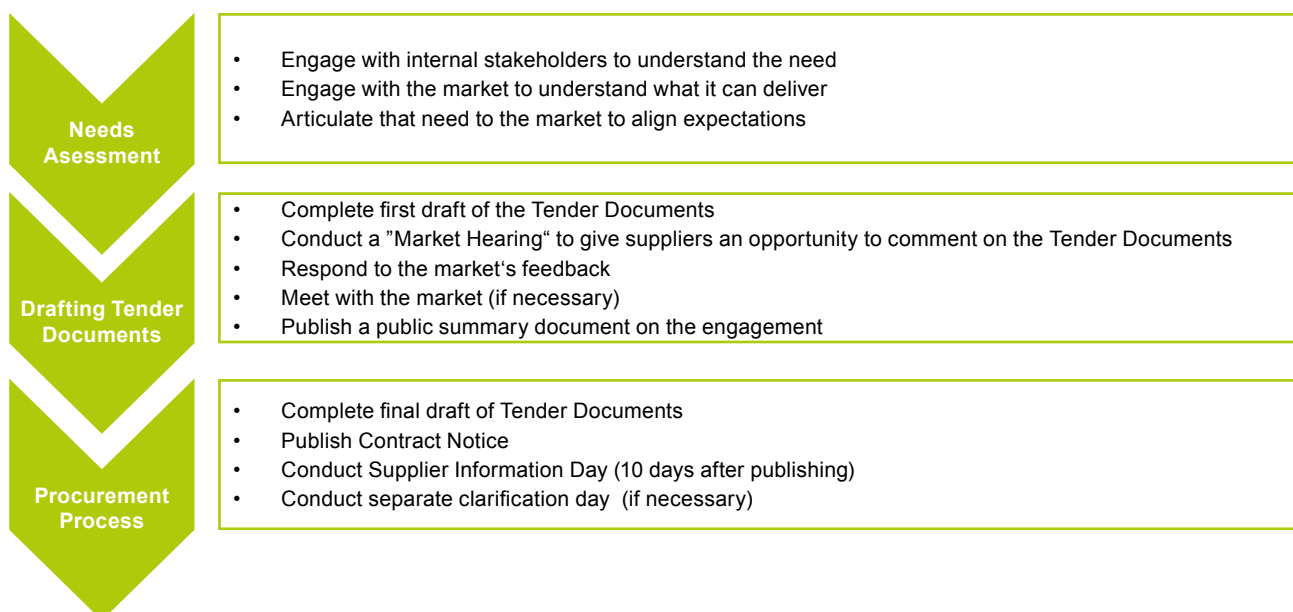 Needs
Asessment
• Engage with internal stakeholders to understand the need
• Engage with the market to understand what it can deliver
• Articulate that need to the market to align expectations
Drafting Tender
Documents
• Complete first draft of the Tender Documents
• Conduct a ”Market Hearing“ to give suppliers an opportunity to comment on the Tender Documents
• Respond to the market‘s feedback
• Meet with the market (if necessary)
• Publish a public summary document on the engagement
Procurement
Process
• Complete final draft of Tender Documents
• Publish Contract Notice
• Conduct Supplier Information Day (10 days after publishing)
• Conduct separate clarification day (if necessary)